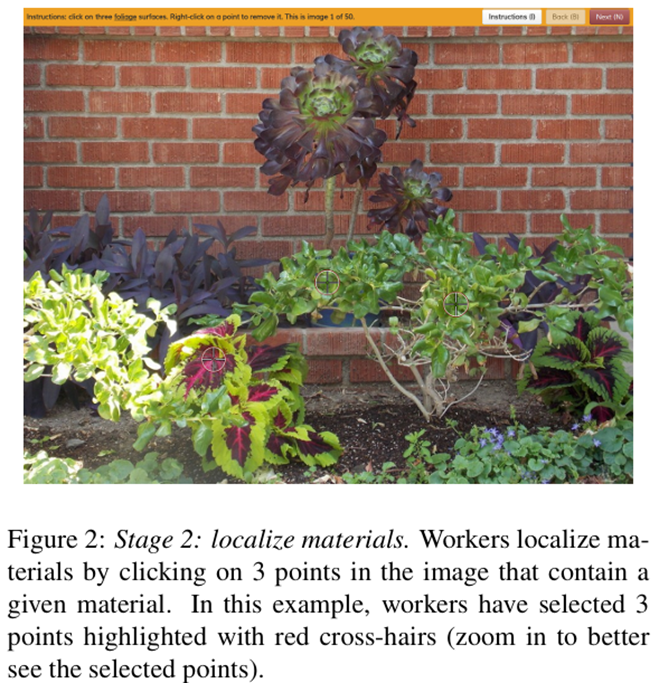 Instructions: click on three foliage surfaces. Right-click on a point to remove it. This is image 1 of 50.
Instructions (I)
Back (B)
Next (N)
Figure 2: Stage 2: localize materials. Workers localize ma-
terials by clicking on 3 points in the image that contain a
given material. In this example, workers have selected 3
points highlighted with red cross-hairs (zoom in to better
see the selected points).